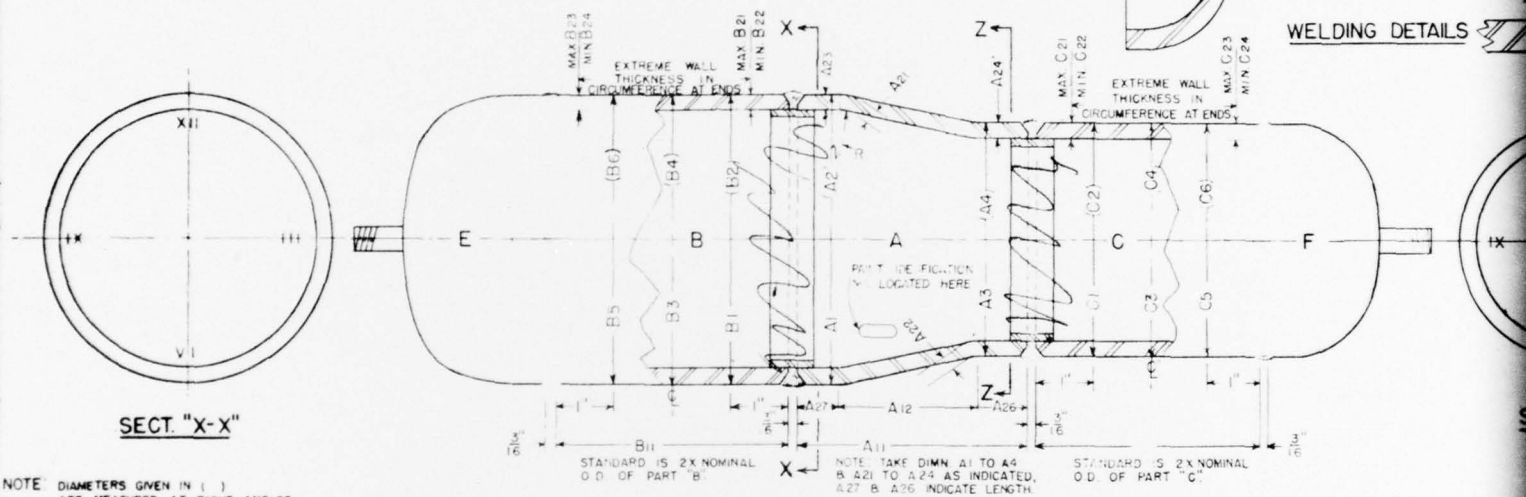 WELDING DETAILS
MAX B23
MIN B24
MAX B21
MIN. B22
X
A23
A21
Z
A24
MAX C21
MIN. C22
MAX C23
MIN C24
EXTREME WALL
THICKNESS IN
CIRCUMFERENCE AT ENDS
EXTREME WALL
THICKNESS IN
CIRCUMFERENCE AT ENDS
XII
IX
III
VI
E
B
A
C
F
IX
(B6)
(B4)
(B2)
(A2)
R
(A4)
(C2)
(C4)
(C6)
B5
B3
B1
A1
A3
C1
C3
C5
LOCATED HERE
A22
Z
1"
1"
A27
A12
A26
1"
1"
3/16
B11
A11
3/16
3/16
X
SECT. "X-X"
STANDARD IS 2X NOMINAL
O.D. OF PART "B".
NOTE: TAKE DIMN. A1 TO A4
& A21 TO A24 AS INDICATED,
A27 & A26 INDICATE LENGTH.
STANDARD IS 2X NOMINAL
O.D. OF PART "C".
NOTE: DIAMETERS GIVEN IN ( )